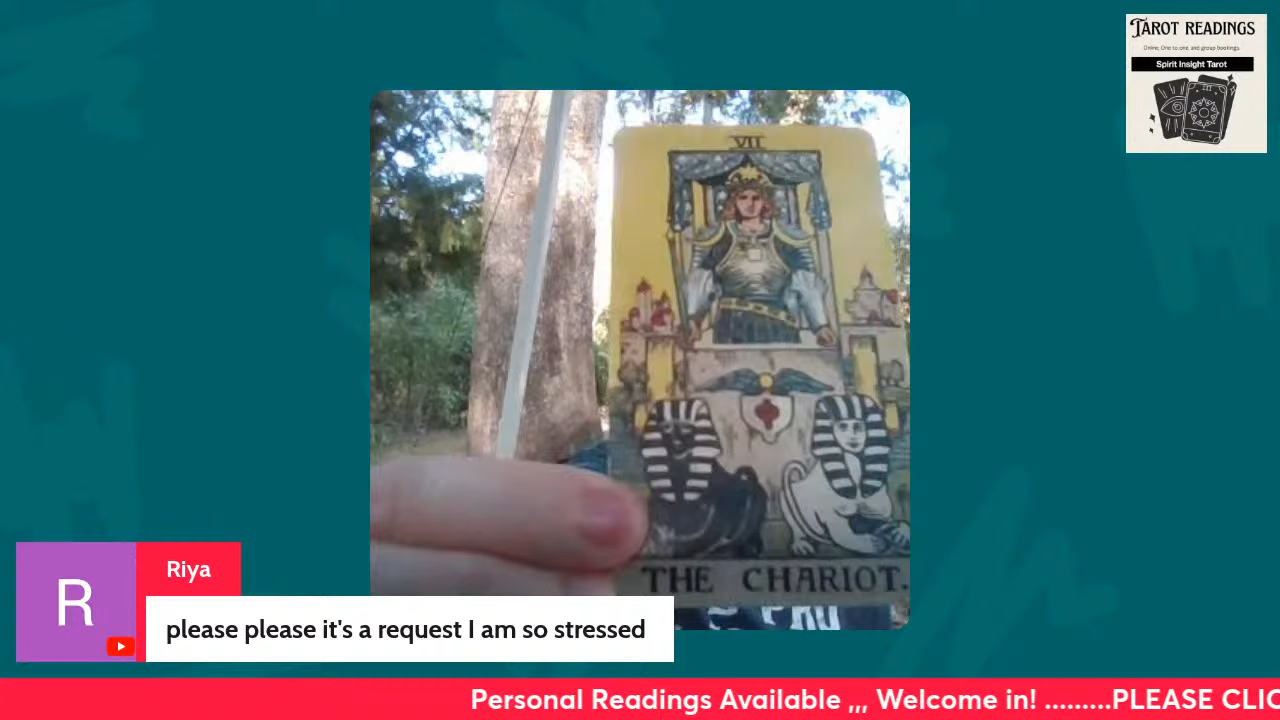 TAROT READINGS
Online, One to one, and group bookings.
Spirit Insight Tarot
VII
THE CHARIOT.
Riya
R
please please it's a request I am so stressed
Personal Readings Available ,,, Welcome in! .........PLEASE CLIC